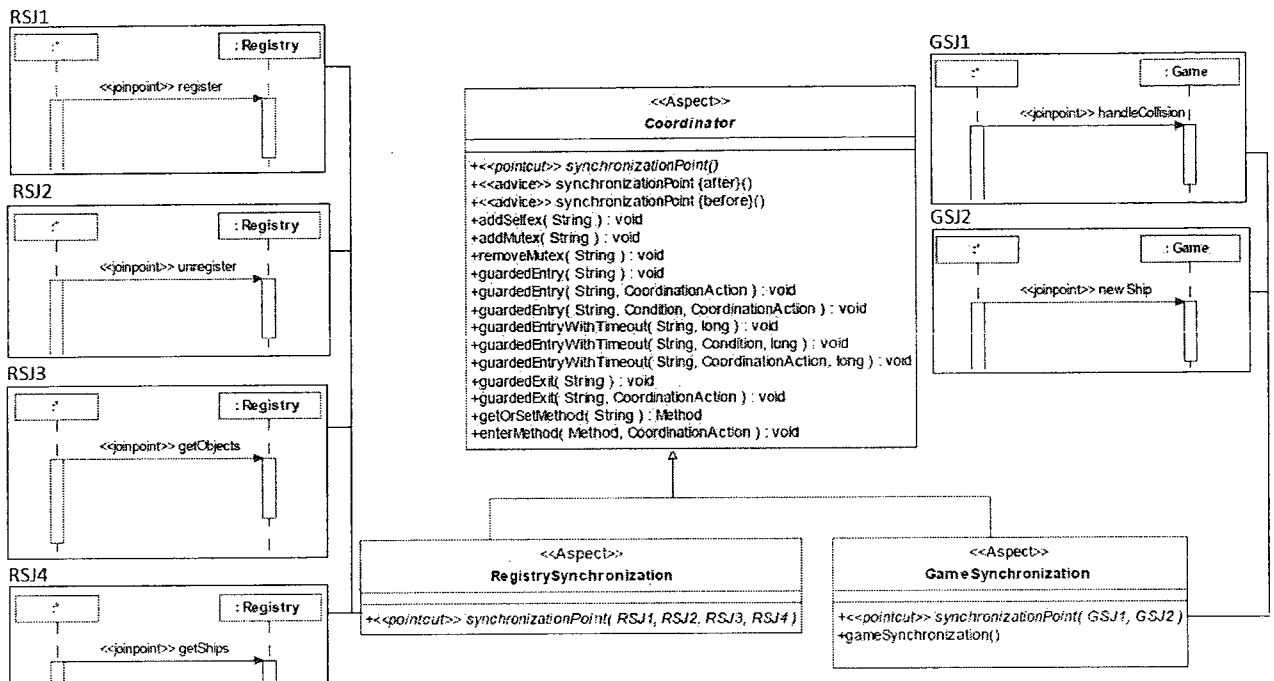 RSJ1
:*
: Registry
<<joinpoint>> register
RSJ2
:*
: Registry
<<joinpoint>> unregister
RSJ3
:*
: Registry
<<joinpoint>> getObjects
RSJ4
:*
: Registry
<<joinpoint>> getShips
<<Aspect>>
Coordinator
+<<pointcut>> synchronizationPoint()
+<<advice>> synchronizationPoint {after}()
+<<advice>> synchronizationPoint {before}()
+addSelfex( String ) : void
+addMutex( String ) : void
+removeMutex( String ) : void
+guardedEntry( String ) : void
+guardedEntry( String, CoordinationAction ) : void
+guardedEntry( String, Condition, CoordinationAction ) : void
+guardedEntryWithTimeout( String, long ) : void
+guardedEntryWithTimeout( String, Condition, long ) : void
+guardedEntryWithTimeout( String, CoordinationAction, long ) : void
+guardedExit( String ) : void
+guardedExit( String, CoordinationAction ) : void
+getOrSetMethod( String ) : Method
+enterMethod( Method, CoordinationAction ) : void
<<Aspect>>
RegistrySynchronization
+<<pointcut>> synchronizationPoint( RSJ1, RSJ2, RSJ3, RSJ4 )
GSJ1
:*
: Game
<<joinpoint>> handleCollision
GSJ2
:*
: Game
<<joinpoint>> new Ship
<<Aspect>>
GameSynchronization
+<<pointcut>> synchronizationPoint( GSJ1, GSJ2 )
+gameSynchronization()